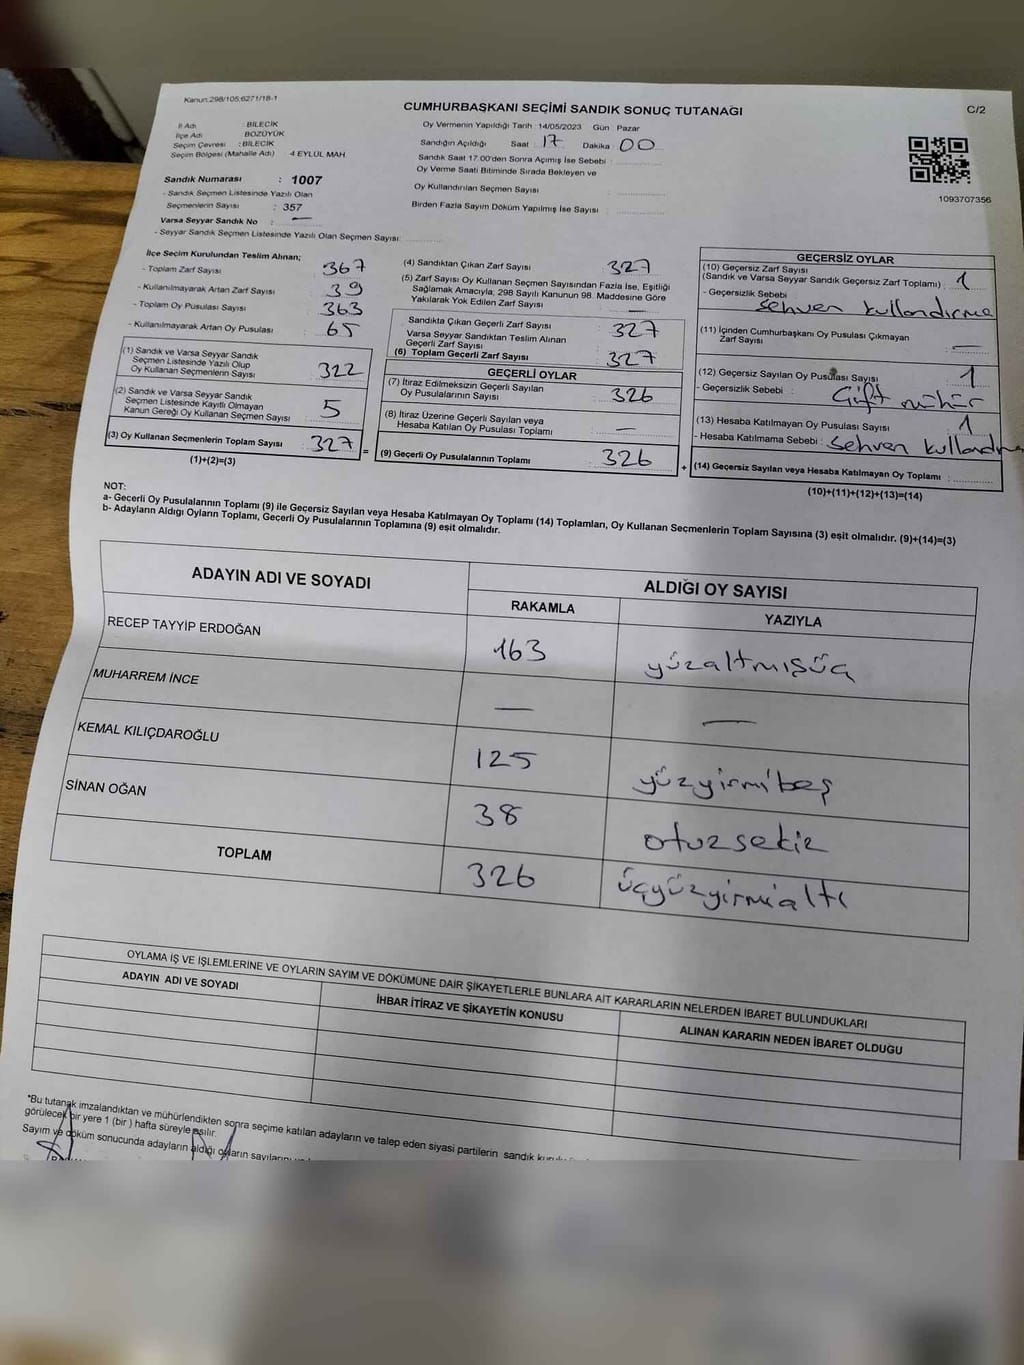 Kanun:298/105;6271/18-1
CUMHURBAŞKANI SEÇİMİ SANDIK SONUÇ TUTANAĞI
C/2
İl Adı : BİLECİK
İlçe Adı : BOZÜYÜK
Seçim Çevresi : BİLECİK
Seçim Bölgesi (Mahalle Adı) 4 EYLÜL MAH.
Sandık Numarası : 1007
- Sandık Seçmen Listesinde Yazılı Olan
Seçmenlerin Sayısı : 357
Varsa Seyyar Sandık No : —
- Seyyar Sandık Seçmen Listesinde Yazılı Olan Seçmen Sayısı:
Oy Vermenin Yapıldığı Tarih : 14/05/2023 Gün Pazar
Sandığın Açıldığı Saat 17 Dakika 00
Sandık Saat 17.00'den Sonra Açımış İse Sebebi :
Oy Verme Saati Bitiminde Sırada Bekleyen ve
Oy Kullandırılan Seçmen Sayısı :
Birden Fazla Sayım Döküm Yapılmış İse Sayısı :
1093707356
İlçe Seçim Kurulundan Teslim Alınan;
- Toplam Zarf Sayısı : 367
- Kullanılmayarak Artan Zarf Sayısı : 39
- Toplam Oy Pusulası Sayısı : 363
- Kullanılmayarak Artan Oy Pusulası : 65
(1) Sandık ve Varsa Seyyar Sandık
Seçmen Listesinde Yazılı Olup
Oy Kullanan Seçmenlerin Sayısı : 322
(2) Sandık ve Varsa Seyyar Sandık
Seçmen Listesinde Kayıtlı Olmayan
Kanun Gereği Oy Kullanan Seçmen Sayısı : 5
(3) Oy Kullanan Seçmenlerin Toplam Sayısı : 327 =
(1)+(2)=(3)
(4) Sandıktan Çıkan Zarf Sayısı : 327
(5) Zarf Sayısı Oy Kullanan Seçmen Sayısından Fazla İse, Eşitliği
Sağlamak Amacıyla, 298 Sayılı Kanunun 98. Maddesine Göre
Yakılarak Yok Edilen Zarf Sayısı : —
Sandıkta Çıkan Geçerli Zarf Sayısı : 327
Varsa Seyyar Sandıktan Teslim Alınan
Geçerli Zarf Sayısı :
(6) Toplam Geçerli Zarf Sayısı : 327
GEÇERLİ OYLAR
(7) İtiraz Edilmeksizin Geçerli Sayılan
Oy Pusulalarının Sayısı : 326
(8) İtiraz Üzerine Geçerli Sayılan veya
Hesaba Katılan Oy Pusulası Toplamı : —
(9) Geçerli Oy Pusulalarının Toplamı : 326 +
GEÇERSİZ OYLAR
(10) Geçersiz Zarf Sayısı
(Sandık ve Varsa Seyyar Sandık Geçersiz Zarf Toplamı) : 1
- Geçersizlik Sebebi : Sehven kullandırma
(11) İçinden Cumhurbaşkanı Oy Pusulası Çıkmayan
Zarf Sayısı : —
(12) Geçersiz Sayılan Oy Pusulası Sayısı : 1
- Geçersizlik Sebebi : Çift mühür
(13) Hesaba Katılmayan Oy Pusulası Sayısı : 1
- Hesaba Katılmama Sebebi : Sehven kullandırma
(14) Geçersiz Sayılan veya Hesaba Katılmayan Oy Toplamı :
(10)+(11)+(12)+(13)=(14)
NOT:
a- Geçerli Oy Pusulalarının Toplamı (9) ile Geçersiz Sayılan veya Hesaba Katılmayan Oy Toplamı (14) Toplamları, Oy Kullanan Seçmenlerin Toplam Sayısına (3) eşit olmalıdır. (9)+(14)=(3)
b- Adayların Aldığı Oyların Toplamı, Geçerli Oy Pusulalarının Toplamına (9) eşit olmalıdır.
ADAYIN ADI VE SOYADI
ALDIĞI OY SAYISI
RAKAMLA YAZIYLA
RECEP TAYYİP ERDOĞAN 163 yüzaltmışüç
MUHARREM İNCE — —
KEMAL KILIÇDAROĞLU 125 yüzyirmibeş
SİNAN OĞAN 38 otuzsekiz
TOPLAM 326 üçyüzyirmialtı
OYLAMA İŞ VE İŞLEMLERİNE VE OYLARIN SAYIM VE DÖKÜMÜNE DAİR ŞİKAYETLERLE BUNLARA AİT KARARLARIN NELERDEN İBARET BULUNDUKLARI
ADAYIN ADI VE SOYADI İHBAR İTİRAZ VE ŞİKAYETİN KONUSU ALINAN KARARIN NEDEN İBARET OLDUĞU
*Bu tutanak imzalandıktan ve mühürlendikten sonra seçime katılan adayların ve talep eden siyasi partilerin sandık
görülecek bir yere 1 (bir) hafta süreyle asılır.
Sayım ve döküm sonucunda adayların aldığı oyların sayılarını